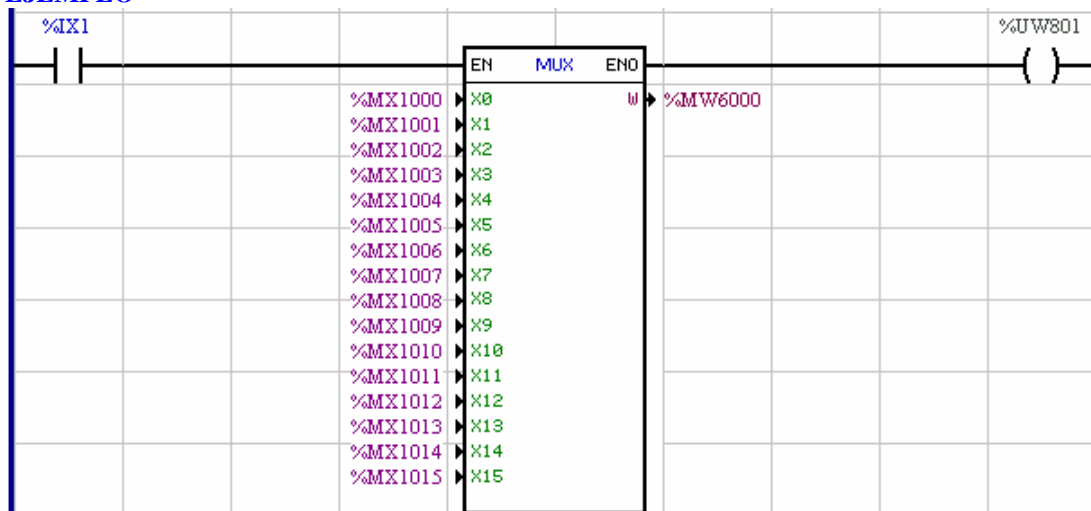 EJEMPLO
%IX1 %UW801
EN MUX ENO
%MX1000 X0 W %MW6000
%MX1001 X1
%MX1002 X2
%MX1003 X3
%MX1004 X4
%MX1005 X5
%MX1006 X6
%MX1007 X7
%MX1008 X8
%MX1009 X9
%MX1010 X10
%MX1011 X11
%MX1012 X12
%MX1013 X13
%MX1014 X14
%MX1015 X15